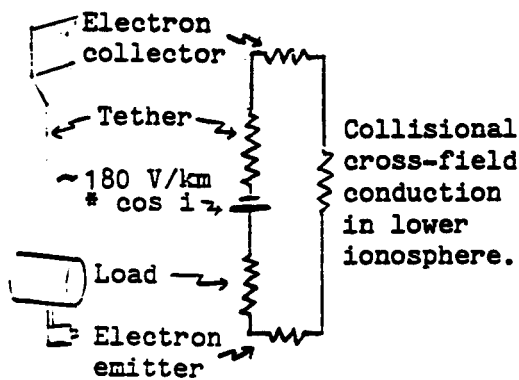 Electron
collector
Tether
~180 V/km
* cos i
Load
Electron
emitter
Collisional
cross-field
conduction
in lower
ionosphere.